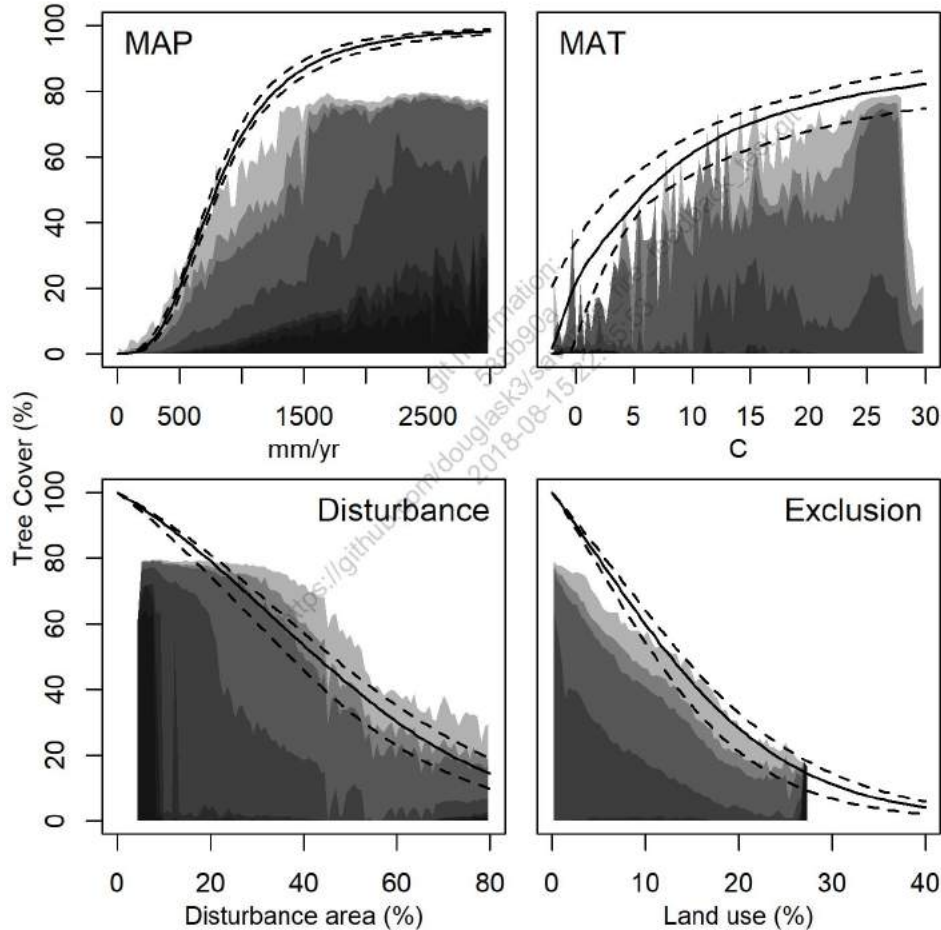 MAP
MAT
100
80
60
40
20
0
0 500 1500 2500
mm/yr
0 5 10 15 20 25 30
C
Tree Cover (%)
Disturbance
Exclusion
100
80
60
40
20
0
0 20 40 60 80
Disturbance area (%)
0 10 20 30 40
Land use (%)